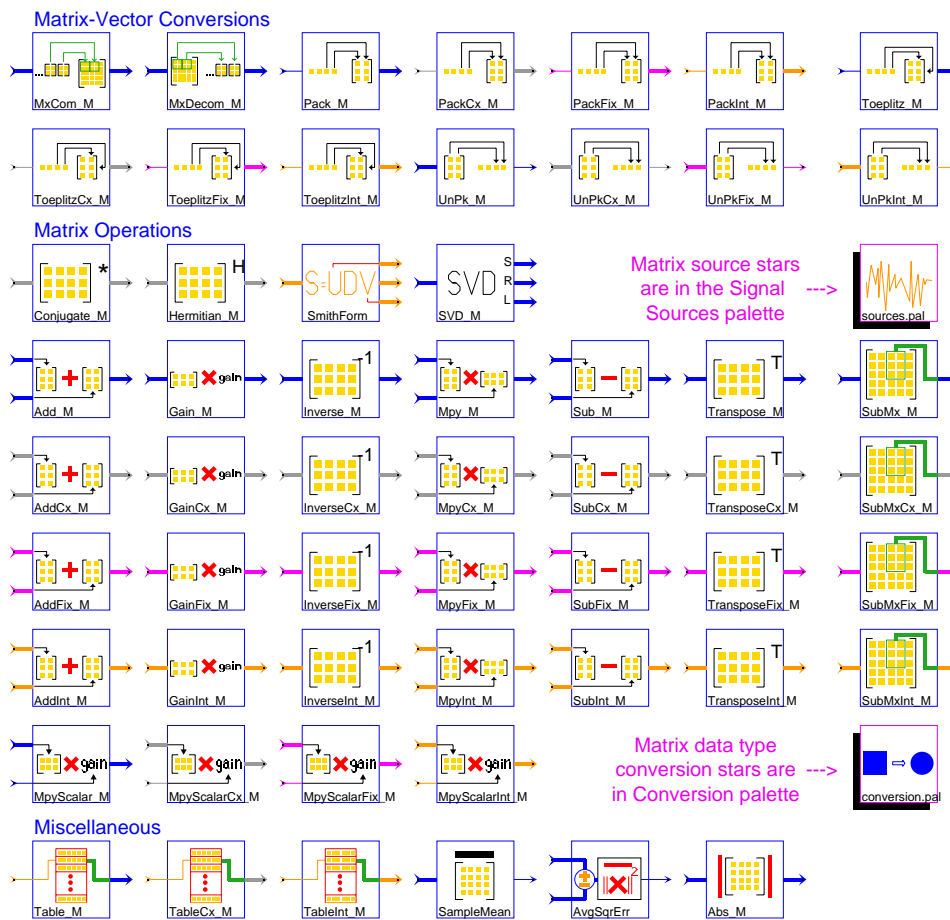 Matrix-Vector Conversions
MxCom_M MxDecom_M Pack_M PackCx_M PackFix_M PackInt_M Toeplitz_M
ToeplitzCx_M ToeplitzFix_M ToeplitzInt_M UnPk_M UnPkCx_M UnPkFix_M UnPkInt_M
Matrix Operations
* H S=UDV SVD S R L
Matrix source stars
are in the Signal --->
Sources palette
Conjugate_M Hermitian_M SmithForm SVD_M sources.pal
gain -1 T
Add_M Gain_M Inverse_M Mpy_M Sub_M Transpose_M SubMx_M
gain -1 T
AddCx_M GainCx_M InverseCx_M MpyCx_M SubCx_M TransposeCx_M SubMxCx_M
gain -1 T
AddFix_M GainFix_M InverseFix_M MpyFix_M SubFix_M TransposeFix_M SubMxFix_M
gain -1 T
AddInt_M GainInt_M InverseInt_M MpyInt_M SubInt_M TransposeInt_M SubMxInt_M
gain gain gain gain
Matrix data type
conversion stars are --->
in Conversion palette
MpyScalar_M MpyScalarCx_M MpyScalarFix_M MpyScalarInt_M conversion.pal
Miscellaneous
2
Table_M TableCx_M TableInt_M SampleMean AvgSqrErr Abs_M